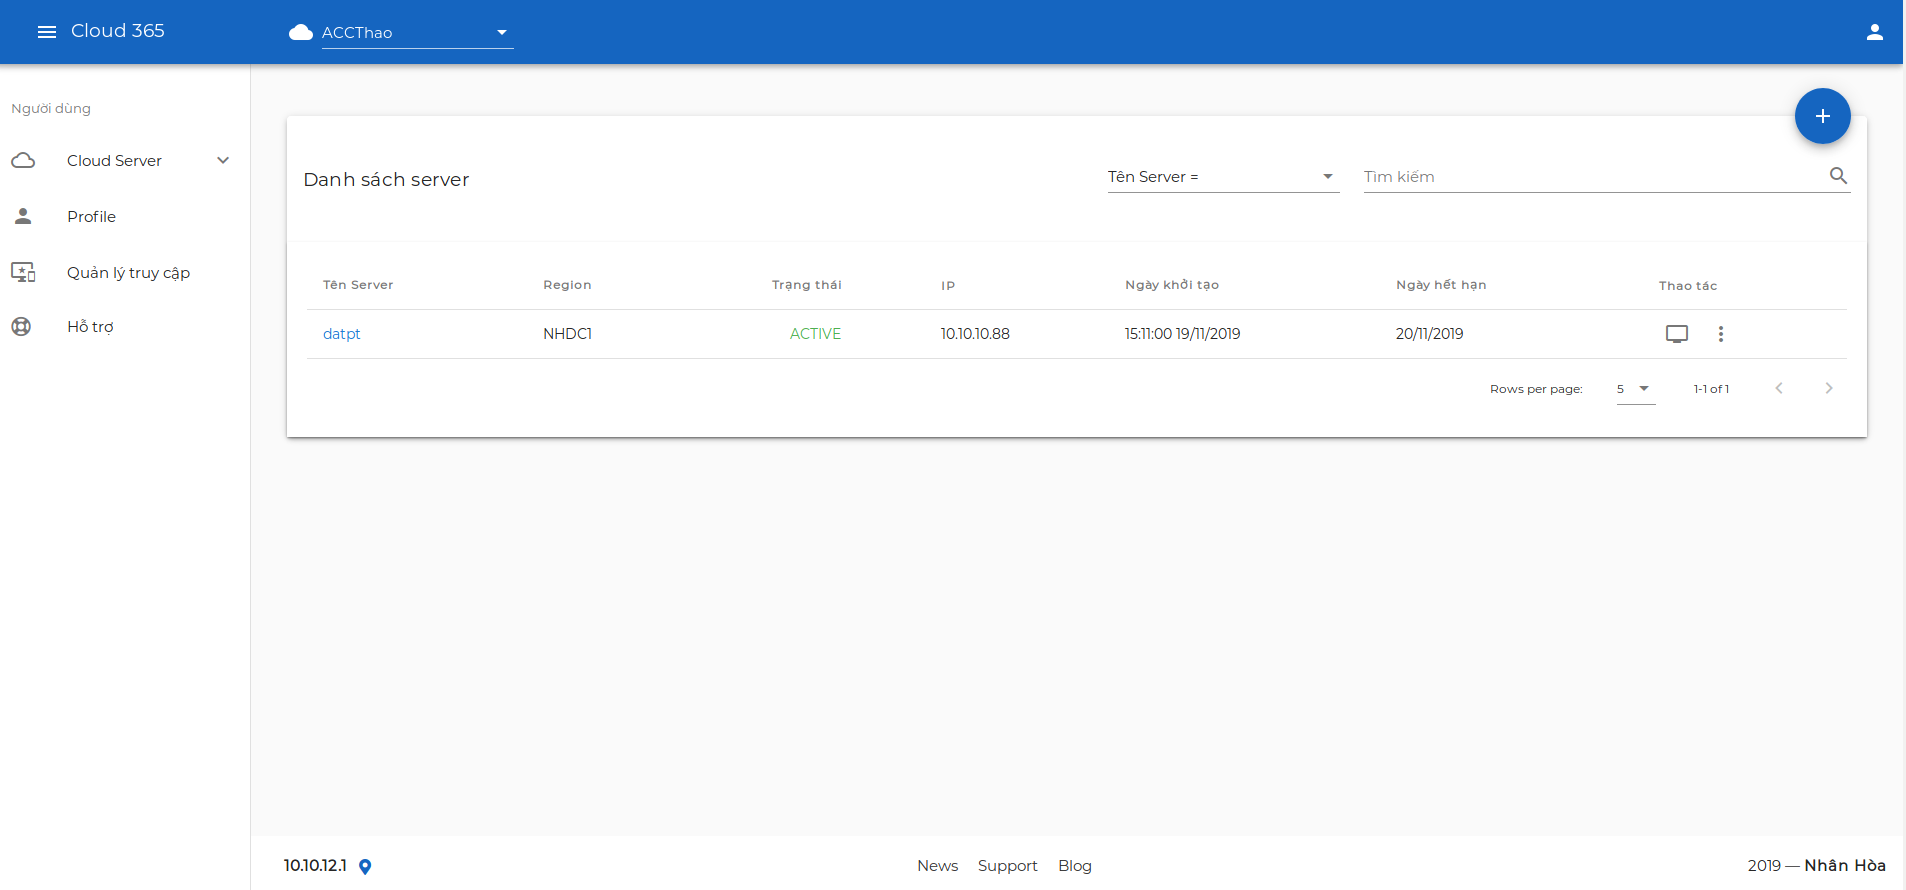 Cloud 365
ACCThao
Người dùng
Cloud Server
Profile
Quản lý truy cập
Hỗ trợ
Danh sách server
Tên Server =
Tìm kiếm
Tên Server Region Trạng thái IP Ngày khởi tạo Ngày hết hạn Thao tác
datpt NHDC1 ACTIVE 10.10.10.88 15:11:00 19/11/2019 20/11/2019
Rows per page: 5 1-1 of 1
10.10.12.1
News Support Blog
2019 — Nhân Hòa